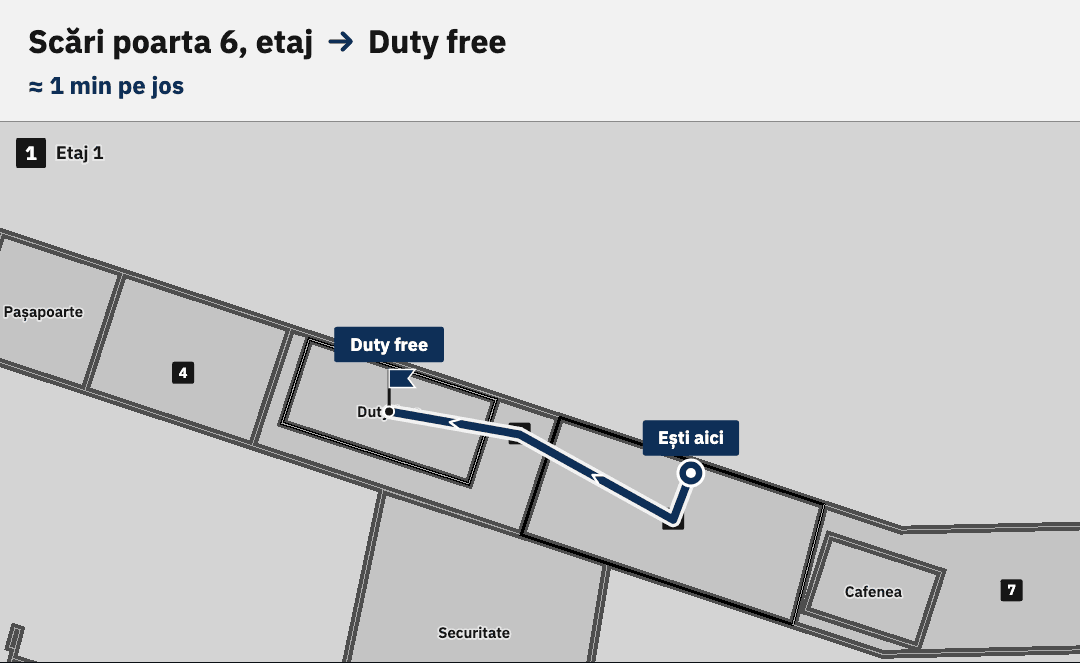 Scări poarta 6, etaj → Duty free
≈ 1 min pe jos
1 Etaj 1
Pașapoarte
Duty free
4
Ești aici
Cafenea
7
Securitate